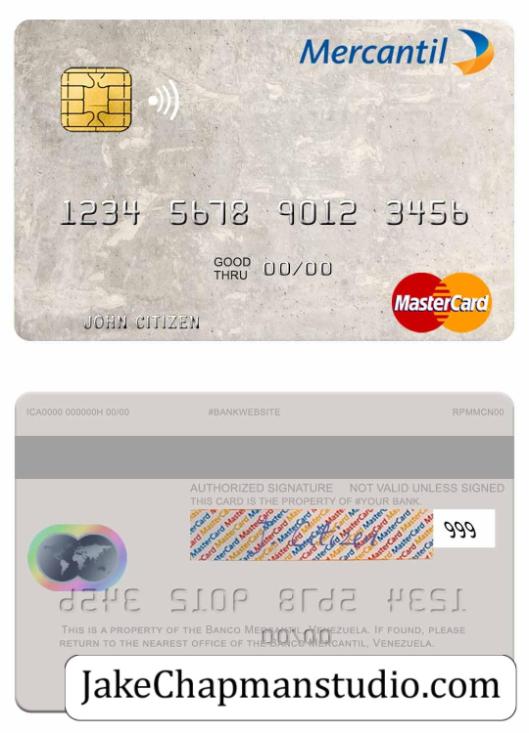 Mercantil
1234 5678 9012 3456
GOOD
THRU 00/00
MasterCard
JOHN CITIZEN
ICA0000 000000H 00/00 #BANKWEBSITE RPMMCN00
AUTHORIZED SIGNATURE NOT VALID UNLESS SIGNED
THIS CARD IS THE PROPERTY OF #YOUR BANK.
999
THIS IS A PROPERTY OF THE BANCO MERCANTIL, VENEZUELA. IF FOUND, PLEASE
RETURN TO THE NEAREST OFFICE OF THE BANCO MERCANTIL, VENEZUELA.
JakeChapmanstudio.com